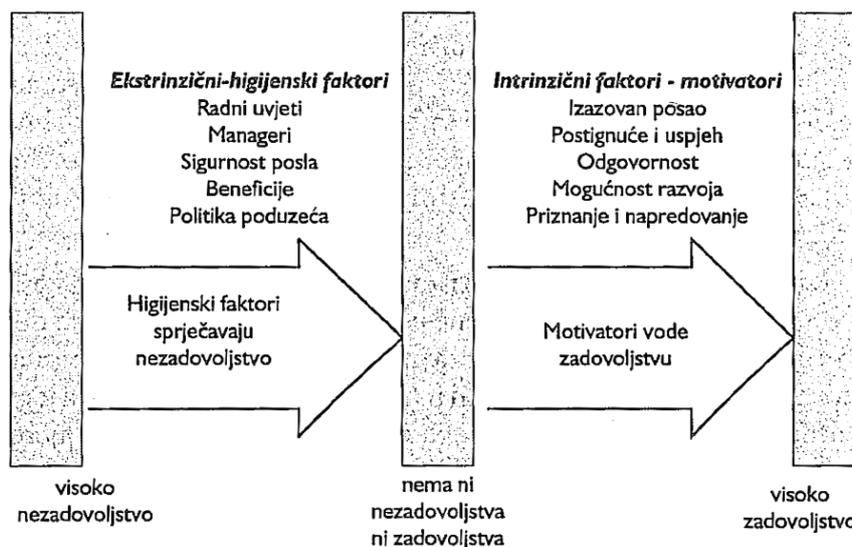 Ekstrinzični-higijenski faktori
Radni uvjeti
Manageri
Sigurnost posla
Beneficije
Politika poduzeća
Higijenski faktori
sprječavaju
nezadovoljstvo
Intrinzični faktori - motivatori
Izazovan posao
Postignuće i uspjeh
Odgovornost
Mogućnost razvoja
Priznanje i napredovanje
Motivatori vode
zadovoljstvu
visoko
nezadovoljstvo
nema ni
nezadovoljstva
ni zadovoljstva
visoko
zadovoljstvo